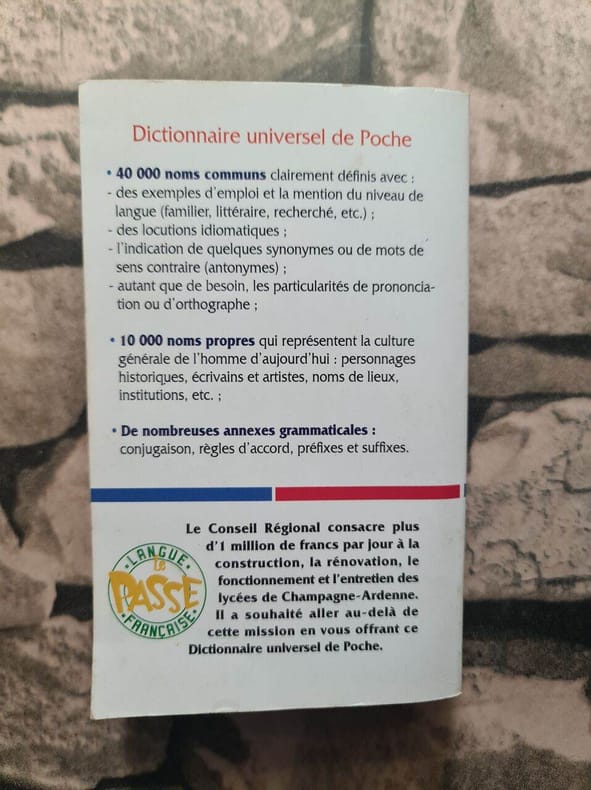 Dictionnaire universel de Poche
• 40 000 noms communs clairement définis avec :
- des exemples d'emploi et la mention du niveau de
langue (familier, littéraire, recherché, etc.) ;
- des locutions idiomatiques ;
- l'indication de quelques synonymes ou de mots de
sens contraire (antonymes) ;
- autant que de besoin, les particularités de prononcia-
tion ou d'orthographe ;
• 10 000 noms propres qui représentent la culture
générale de l'homme d'aujourd'hui : personnages
historiques, écrivains et artistes, noms de lieux,
institutions, etc. ;
• De nombreuses annexes grammaticales :
conjugaison, règles d'accord, préfixes et suffixes.
LANGUE
Le
PASSE
FRANÇAISE
Le Conseil Régional consacre plus
d'1 million de francs par jour à la
construction, la rénovation, le
fonctionnement et l'entretien des
lycées de Champagne-Ardenne.
Il a souhaité aller au-delà de
cette mission en vous offrant ce
Dictionnaire universel de Poche.